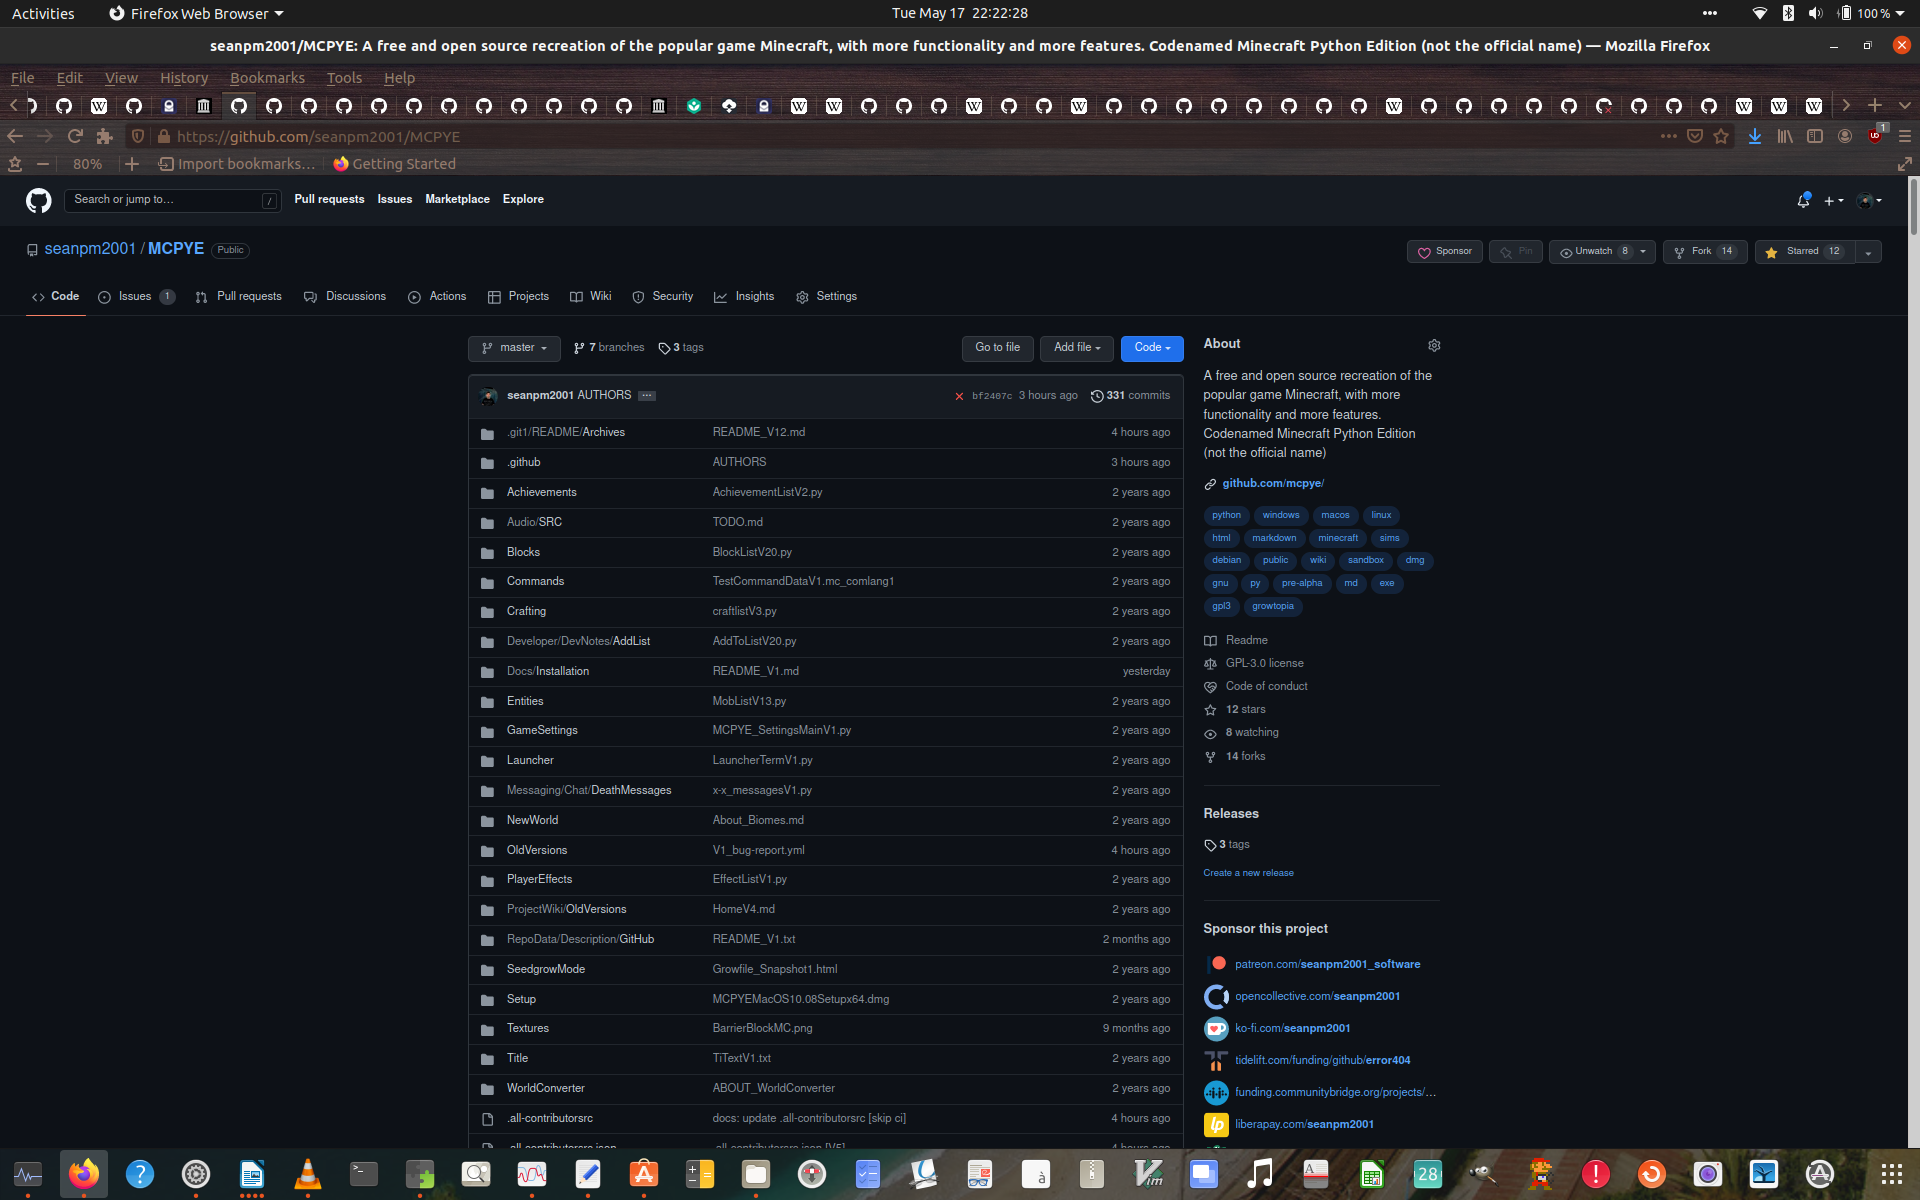 Activities
Firefox Web Browser
Tue May 17  22:22:28
100 %
seanpm2001/MCPYE: A free and open source recreation of the popular game Minecraft, with more functionality and more features. Codenamed Minecraft Python Edition (not the official name) — Mozilla Firefox
File Edit View History Bookmarks Tools Help
https://github.com/seanpm2001/MCPYE
1
80%
Import bookmarks...
Getting Started
Search or jump to...
/
Pull requests Issues Marketplace Explore
seanpm2001 / MCPYE Public
Sponsor
Pin
Unwatch 8
Fork 14
Starred 12
Code
Issues 1
Pull requests
Discussions
Actions
Projects
Wiki
Security
Insights
Settings
master
7 branches
3 tags
Go to file
Add file
Code
seanpm2001 AUTHORS ... bf2407c 3 hours ago 331 commits
.git1/README/Archives README_V12.md 4 hours ago
.github AUTHORS 3 hours ago
Achievements AchievementListV2.py 2 years ago
Audio/SRC TODO.md 2 years ago
Blocks BlockListV20.py 2 years ago
Commands TestCommandDataV1.mc_comlang1 2 years ago
Crafting craftlistV3.py 2 years ago
Developer/DevNotes/AddList AddToListV20.py 2 years ago
Docs/Installation README_V1.md yesterday
Entities MobListV13.py 2 years ago
GameSettings MCPYE_SettingsMainV1.py 2 years ago
Launcher LauncherTermV1.py 2 years ago
Messaging/Chat/DeathMessages x-x_messagesV1.py 2 years ago
NewWorld About_Biomes.md 2 years ago
OldVersions V1_bug-report.yml 4 hours ago
PlayerEffects EffectListV1.py 2 years ago
ProjectWiki/OldVersions HomeV4.md 2 years ago
RepoData/Description/GitHub README_V1.txt 2 months ago
SeedgrowMode Growfile_Snapshot1.html 2 years ago
Setup MCPYEMacOS10.08Setupx64.dmg 2 years ago
Textures BarrierBlockMC.png 9 months ago
Title TiTextV1.txt 2 years ago
WorldConverter ABOUT_WorldConverter 2 years ago
.all-contributorsrc docs: update .all-contributorsrc [skip ci] 4 hours ago
.all-contributorsrc.json .all-contributorsrc.json [V5] 4 hours ago
About
A free and open source recreation of the
popular game Minecraft, with more
functionality and more features.
Codenamed Minecraft Python Edition
(not the official name)
github.com/mcpye/
python windows macos linux
html markdown minecraft sims
debian public wiki sandbox dmg
gnu py pre-alpha md exe
gpl3 growtopia
Readme
GPL-3.0 license
Code of conduct
12 stars
8 watching
14 forks
Releases
3 tags
Create a new release
Sponsor this project
patreon.com/seanpm2001_software
opencollective.com/seanpm2001
ko-fi.com/seanpm2001
tidelift.com/funding/github/error404
funding.communitybridge.org/projects/...
lp
liberapay.com/seanpm2001
28